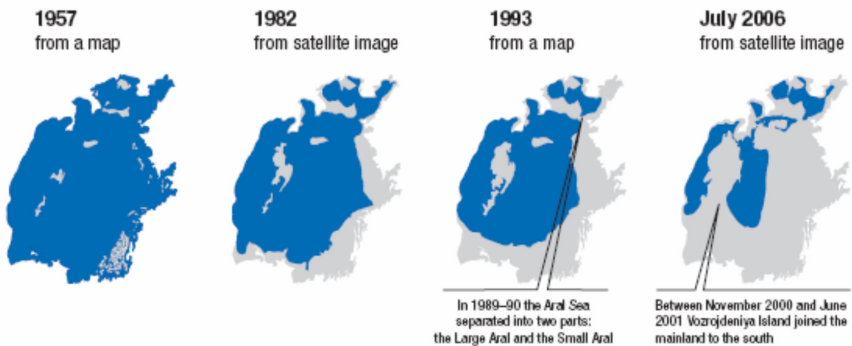 1957
from a map
1982
from satellite image
1993
from a map
July 2006
from satellite image
In 1989–90 the Aral Sea
separated into two parts:
the Large Aral and the Small Aral
Between November 2000 and June
2001 Vozrojdeniya Island joined the
mainland to the south